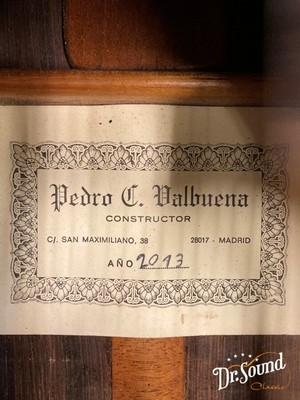 Pedro C. Valbuena
CONSTRUCTOR
C/. SAN MAXIMILIANO, 38 28017 - MADRID
AÑO 2013
Dr. Sound
Classic